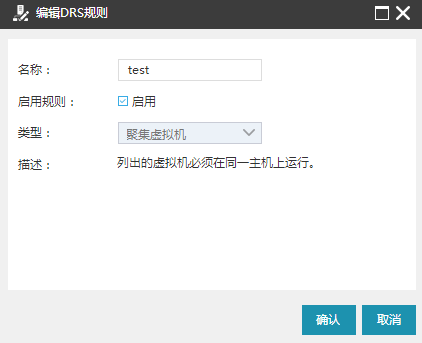 编辑DRS规则
名称： test
启用规则： 启用
类型： 聚集虚拟机
描述： 列出的虚拟机必须在同一主机上运行。
确认 取消